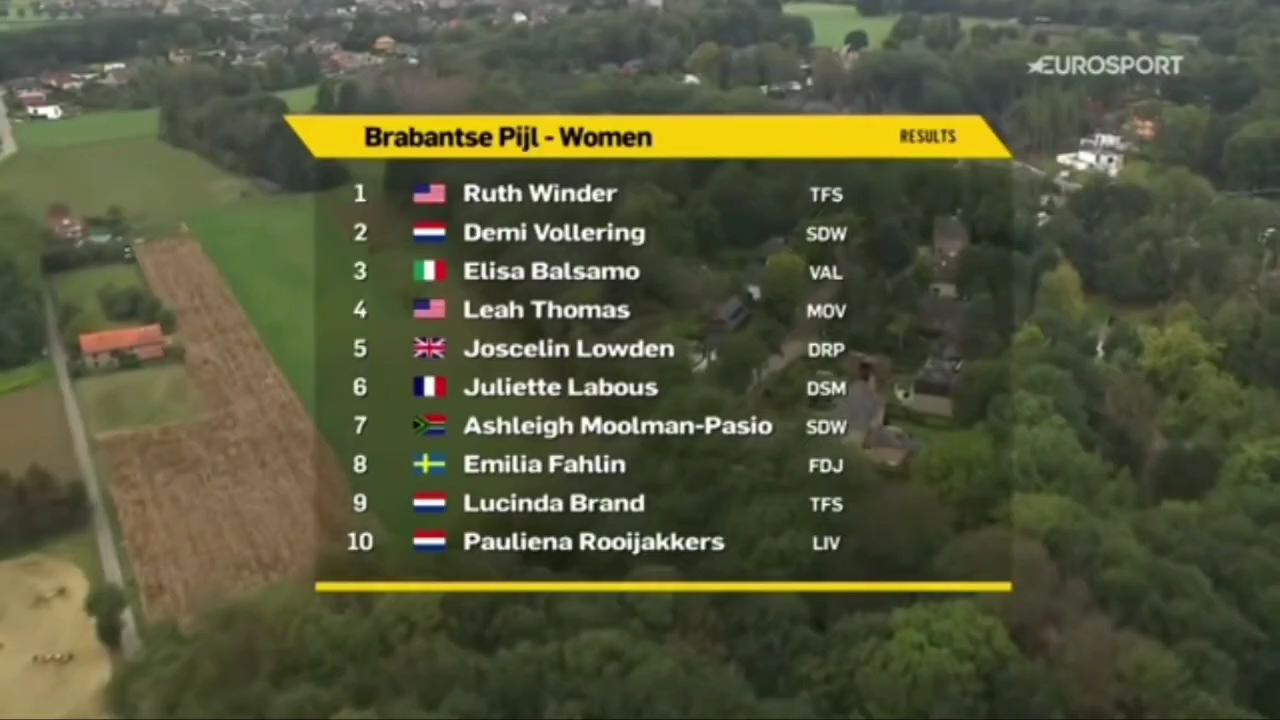 EUROSPORT
Brabantse Pijl - Women RESULTS
1 Ruth Winder TFS
2 Demi Vollering SDW
3 Elisa Balsamo VAL
4 Leah Thomas MOV
5 Joscelin Lowden DRP
6 Juliette Labous DSM
7 Ashleigh Moolman-Pasio SDW
8 Emilia Fahlin FDJ
9 Lucinda Brand TFS
10 Pauliena Rooijakkers LIV